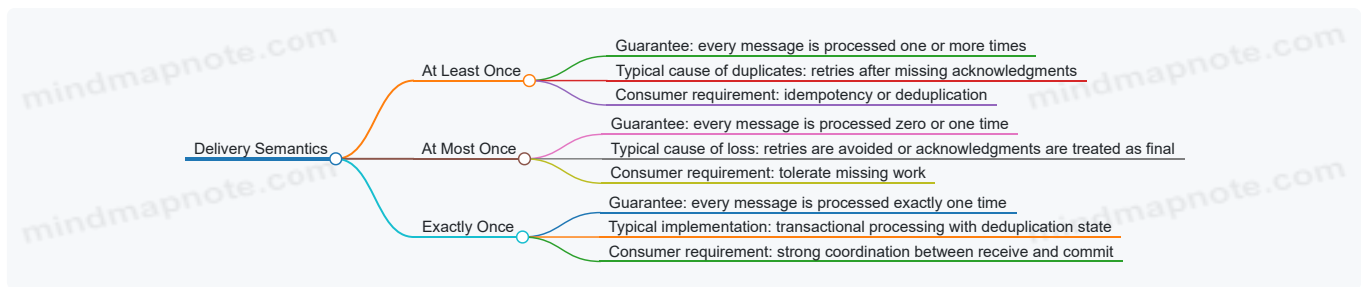 mindmapnote.com
mindmapnote.com
Guarantee: every message is processed one or more times
At Least Once
Typical cause of duplicates: retries after missing acknowledgments
Consumer requirement: idempotency or deduplication
Guarantee: every message is processed zero or one time
Delivery Semantics
At Most Once
Typical cause of loss: retries are avoided or acknowledgments are treated as final
Consumer requirement: tolerate missing work
mindmapnote.com
mindmapnote.com
Guarantee: every message is processed exactly one time
Exactly Once
Typical implementation: transactional processing with deduplication state
Consumer requirement: strong coordination between receive and commit